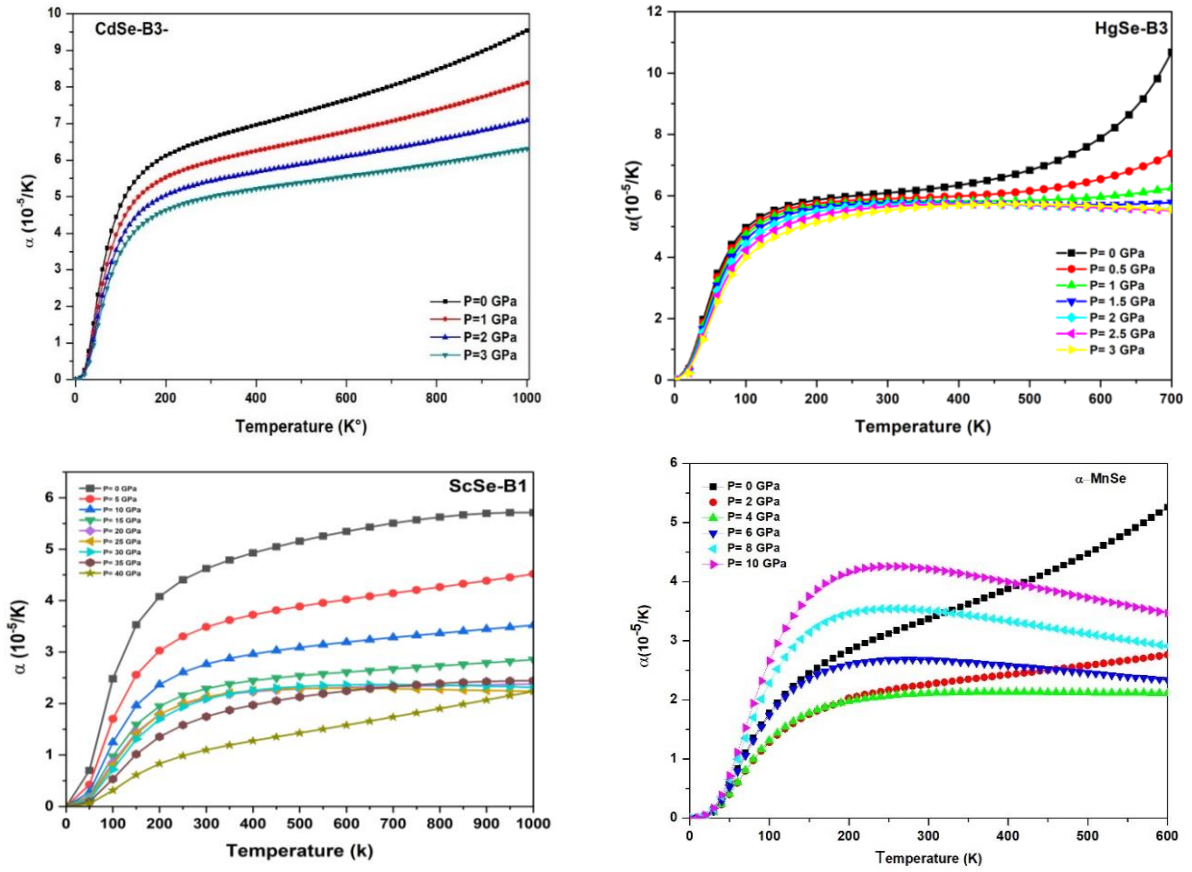 CdSe-B3-
10
9
8
7
6
5
4
3
2
1
0
α (10⁻⁵/K)
P=0 GPa
P=1 GPa
P=2 GPa
P=3 GPa
0 200 400 600 800 1000
Temperature (K°)
HgSe-B3
12
10
8
6
4
2
0
α(10⁻⁵/K)
P= 0 GPa
P= 0.5 GPa
P= 1 GPa
P= 1.5 GPa
P= 2 GPa
P= 2.5 GPa
P= 3 GPa
0 100 200 300 400 500 600 700
Temperature (K)
ScSe-B1
6
5
4
3
2
1
0
α (10⁻⁵/K)
P= 0 GPa
P= 5 GPa
P= 10 GPa
P= 15 GPa
P= 20 GPa
P= 25 GPa
P= 30 GPa
P= 35 GPa
P= 40 GPa
0 100 200 300 400 500 600 700 800 900 1000
Temperature (k)
α-MnSe
6
5
4
3
2
1
0
α(10⁻⁵/K)
P= 0 GPa
P= 2 GPa
P= 4 GPa
P= 6 GPa
P= 8 GPa
P= 10 GPa
0 100 200 300 400 500 600
Temperature (K)